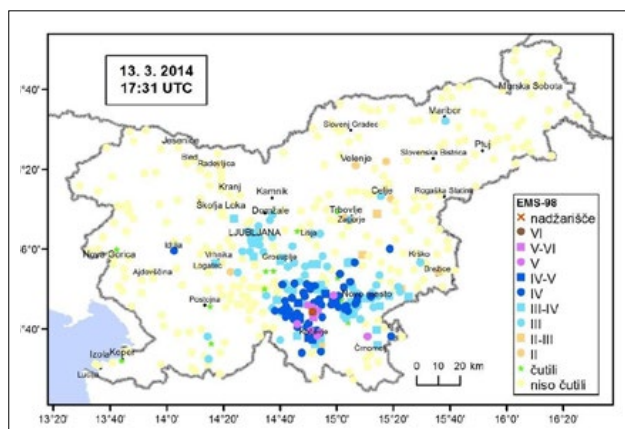 13. 3. 2014
17:31 UTC
Murska Sobota
Maribor
Slovenj Gradec
Ptuj
Jesenice
Bled
Radovljica
Velenjo
Slovenska Bistrica
Kranj
Kamnik
Celje
Rogaška Slatina
Škofja Loka
Domžale
Trbovlje
Zagorje
LJUBLJANA
Litija
Nova Gorica
Idrija
Vrhnika
Grosuplje
Krško
Ajdovščina
Logatec
Brežice
Postojna
Novo mesto
Izola
Koper
Črnomelj
Lucija
EMS-98
nadžarišče
VI
V-VI
V
IV-V
IV
III-IV
III
II-III
II
čutili
niso čutili
0 10 20 km
13°20' 13°40' 14°0' 14°20' 14°40' 15°0' 15°20' 15°40' 16°0' 16°20'